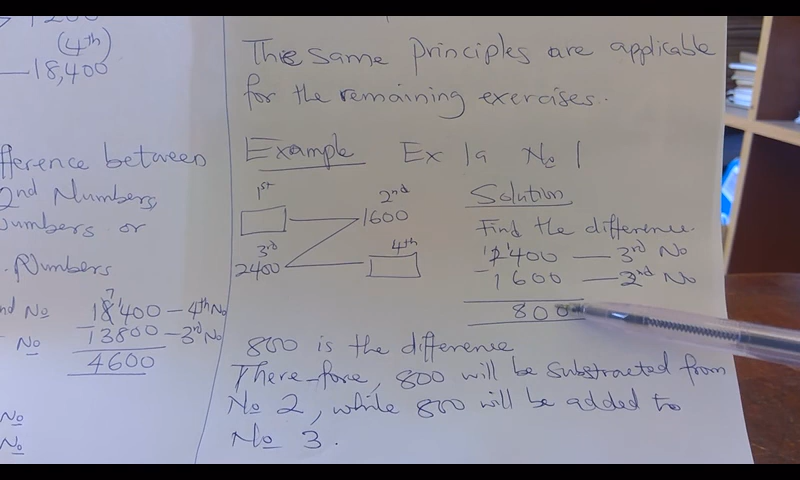 1200
(4th)
18,400
fference between
2nd Numbers,
umbers or
Numbers
nd No 18400 - 4th No
No 13800 - 3rd No
4600
No
No
The same principles are applicable
for the remaining exercises.
Example Ex 1a No 1
1st 2nd
1600
3rd 4th
2400
Solution
Find the difference.
2400 — 3rd No
- 1600 — 2nd No
800
800 is the difference
There-fore, 800 will be substracted from
No 2, while 800 will be added to
No 3.